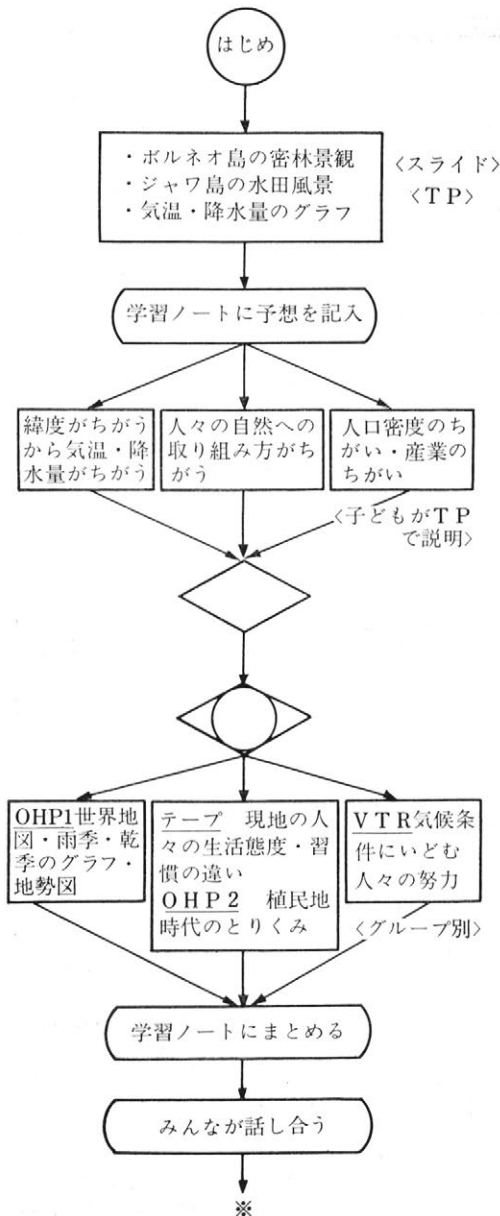 はじめ
・ボルネオ島の密林景観
・ジャワ島の水田風景
・気温・降水量のグラフ
〈スライド〉
〈ＴＰ〉
学習ノートに予想を記入
緯度がちがう
から気温・降
水量がちがう
人々の自然への
取り組み方がち
がう
人口密度のち
がい・産業の
ちがい
〈子どもがＴＰ
で説明〉
OHP1世界地
図・雨季・乾
季のグラフ・
地勢図
テープ　現地の人
々の生活態度・習
慣の違い
ＯＨＰ２　植民地
時代のとりくみ
ＶＴＲ気候条
件にいどむ
人々の努力
〈グループ別〉
学習ノートにまとめる
みんなが話し合う
※